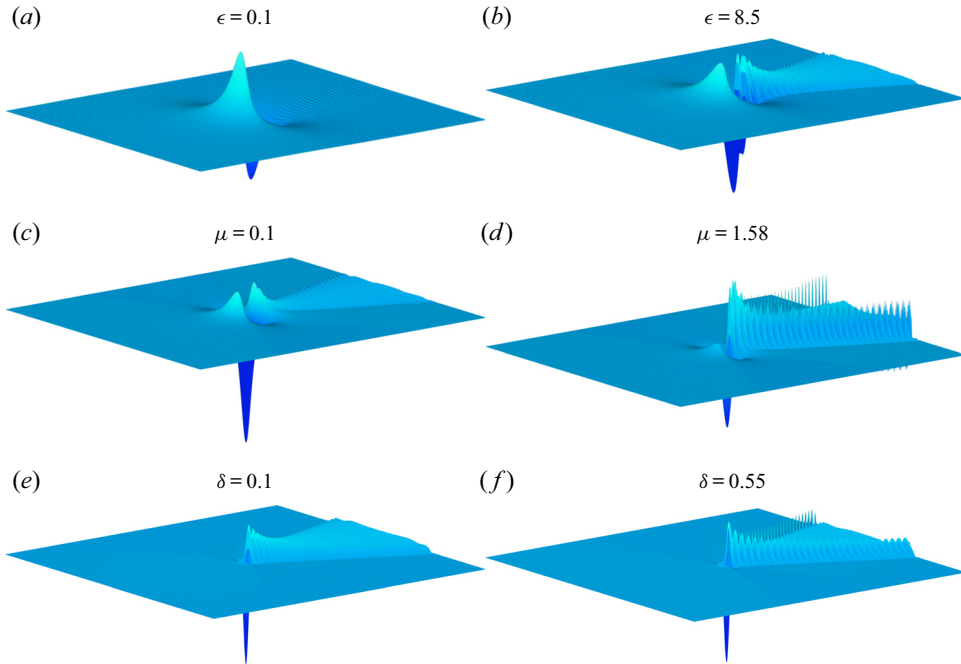 (a) ϵ = 0.1
(b) ϵ = 8.5
(c) μ = 0.1
(d) μ = 1.58
(e) δ = 0.1
(f) δ = 0.55